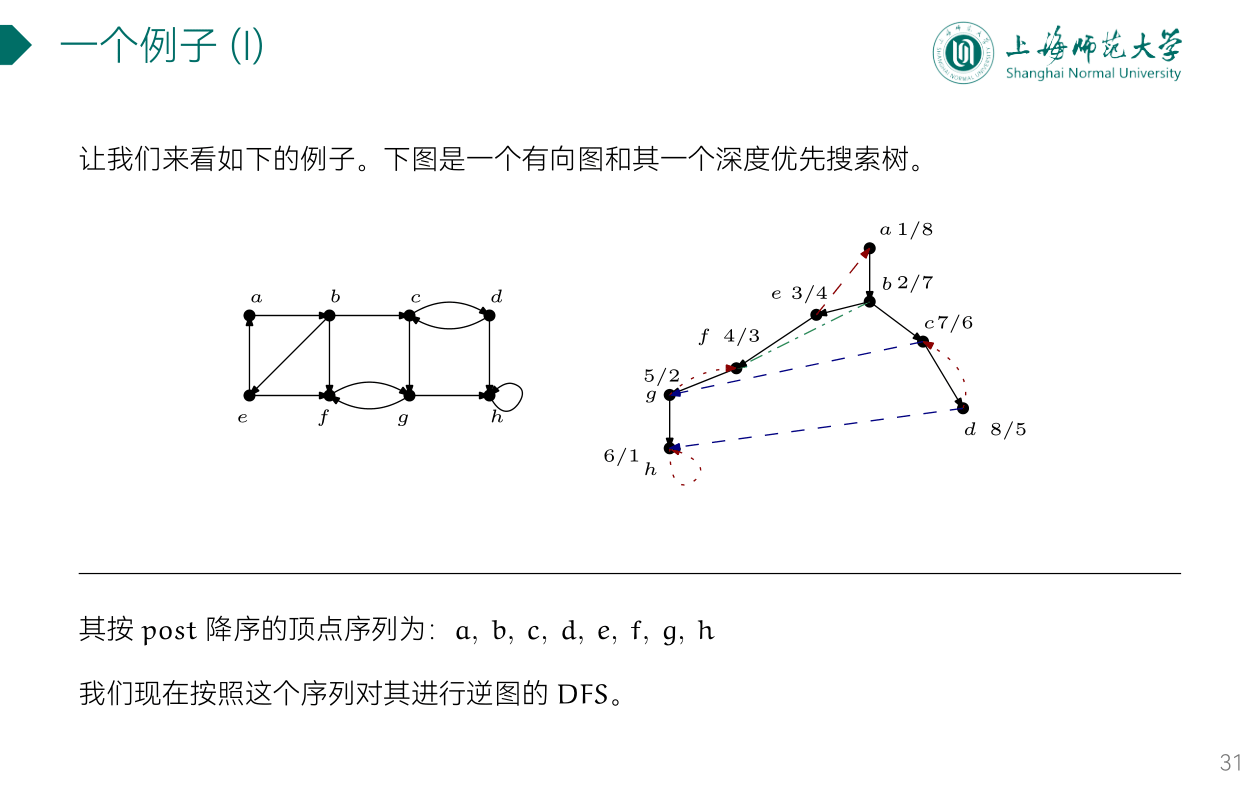 一个例子 (I)
上海师范大学
Shanghai Normal University
让我们来看如下的例子。下图是一个有向图和其一个深度优先搜索树。
a b c d
e f g h
a 1/8
b 2/7
e 3/4
c 7/6
f 4/3
5/2
g
d 8/5
6/1
h
其按 post 降序的顶点序列为：a, b, c, d, e, f, g, h
我们现在按照这个序列对其进行逆图的 DFS。
31